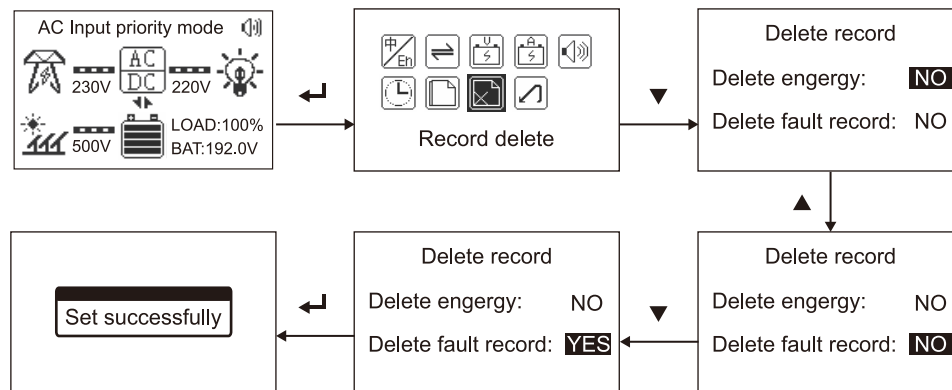 AC Input priority mode
AC
DC
230V
220V
500V
LOAD:100%
BAT:192.0V
中/En
V
A
Record delete
Delete record
Delete engergy: NO
Delete fault record: NO
Delete record
Delete engergy: NO
Delete fault record: NO
Delete record
Delete engergy: NO
Delete fault record: YES
Set successfully